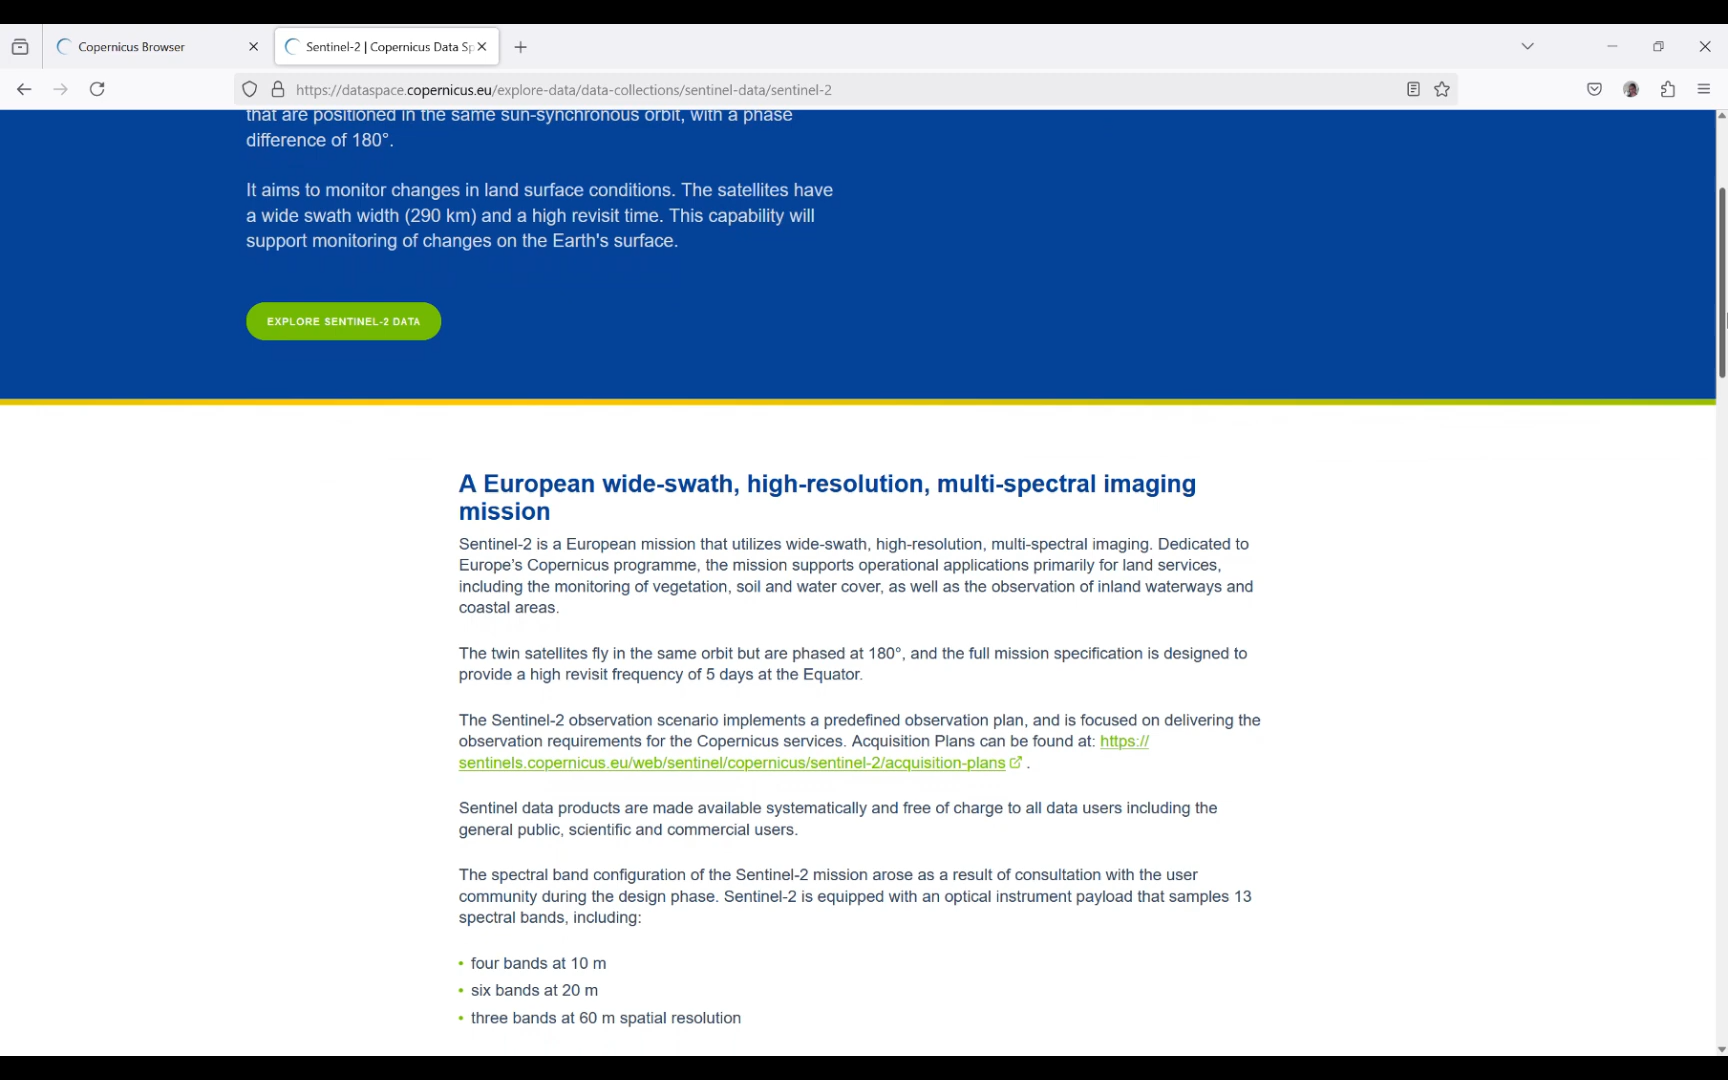 Copernicus Browser
Sentinel-2 | Copernicus Data Sp
https://dataspace.copernicus.eu/explore-data/data-collections/sentinel-data/sentinel-2
that are positioned in the same sun-synchronous orbit, with a phase
difference of 180°.
It aims to monitor changes in land surface conditions. The satellites have
a wide swath width (290 km) and a high revisit time. This capability will
support monitoring of changes on the Earth's surface.
EXPLORE SENTINEL-2 DATA
A European wide-swath, high-resolution, multi-spectral imaging
mission
Sentinel-2 is a European mission that utilizes wide-swath, high-resolution, multi-spectral imaging. Dedicated to
Europe’s Copernicus programme, the mission supports operational applications primarily for land services,
including the monitoring of vegetation, soil and water cover, as well as the observation of inland waterways and
coastal areas.
The twin satellites fly in the same orbit but are phased at 180°, and the full mission specification is designed to
provide a high revisit frequency of 5 days at the Equator.
The Sentinel-2 observation scenario implements a predefined observation plan, and is focused on delivering the
observation requirements for the Copernicus services. Acquisition Plans can be found at: https://
sentinels.copernicus.eu/web/sentinel/copernicus/sentinel-2/acquisition-plans .
Sentinel data products are made available systematically and free of charge to all data users including the
general public, scientific and commercial users.
The spectral band configuration of the Sentinel-2 mission arose as a result of consultation with the user
community during the design phase. Sentinel-2 is equipped with an optical instrument payload that samples 13
spectral bands, including:
• four bands at 10 m
• six bands at 20 m
• three bands at 60 m spatial resolution